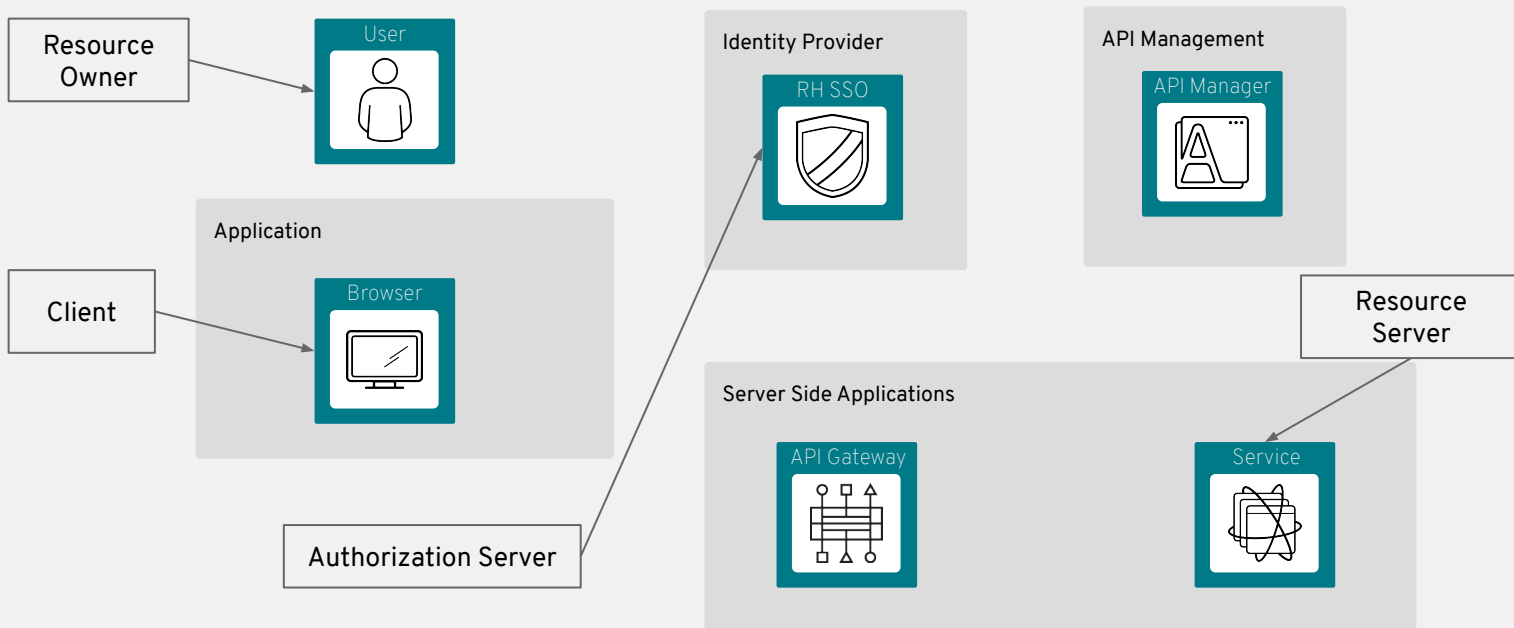 Resource
Owner
User
Identity Provider
RH SSO
API Management
API Manager
Application
Browser
Client
Resource
Server
Server Side Applications
API Gateway
Service
Authorization Server